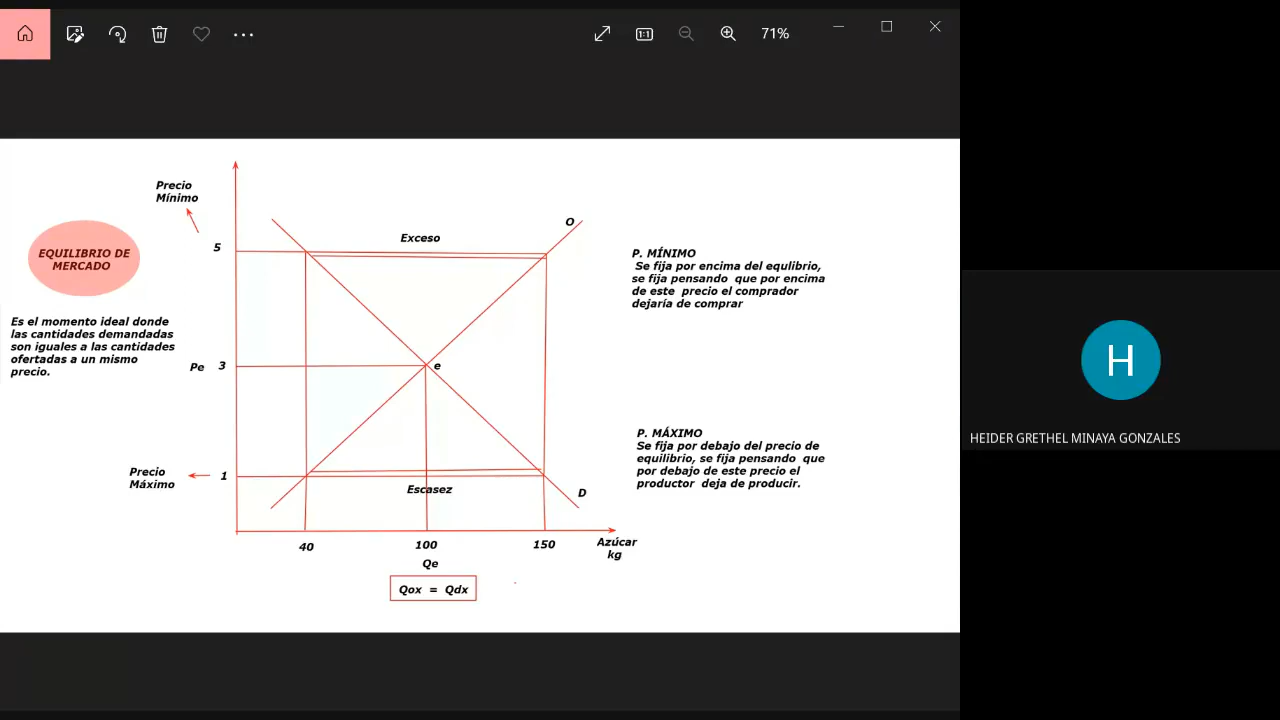 71%
Precio
Mínimo
5
Exceso
O
EQUILIBRIO DE
MERCADO
Es el momento ideal donde
las cantidades demandadas
son iguales a las cantidades
ofertadas a un mismo
precio.
Pe 3
e
Precio
Máximo
1
Escasez
D
40
100
150
Azúcar
kg
Qe
Qox = Qdx
P. MÍNIMO
Se fija por encima del equlibrio,
se fija pensando que por encima
de este precio el comprador
dejaría de comprar
P. MÁXIMO
Se fija por debajo del precio de
equilibrio, se fija pensando que
por debajo de este precio el
productor deja de producir.
H
HEIDER GRETHEL MINAYA GONZALES